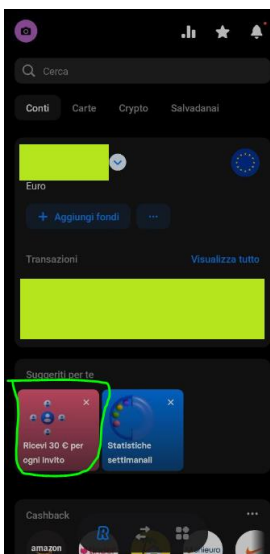 Cerca
Conti Carte Crypto Salvadanai
Euro
+ Aggiungi fondi ...
Transazioni Visualizza tutto
Suggeriti per te
Ricevi 30 € per
ogni invito
Statistiche
settimanali
Cashback ...
R
amazon